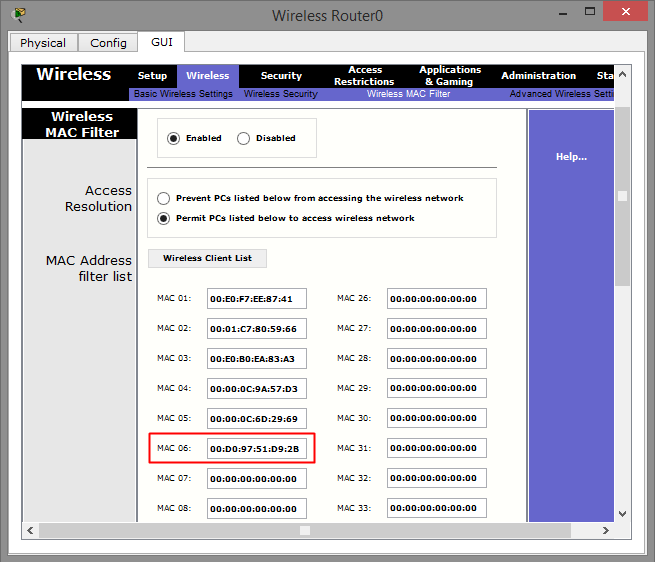 Wireless Router0
Physical
Config
GUI
Wireless
Setup
Wireless
Security
Access Restrictions
Applications & Gaming
Administration
Sta
Basic Wireless Settings
Wireless Security
Wireless MAC Filter
Advanced Wireless Setti
Wireless
MAC Filter
Enabled
Disabled
Help...
Access
Resolution
Prevent PCs listed below from accessing the wireless network
Permit PCs listed below to access wireless network
MAC Address
filter list
Wireless Client List
MAC 01: 00:E0:F7:EE:87:41 MAC 26: 00:00:00:00:00:00
MAC 02: 00:01:C7:80:59:66 MAC 27: 00:00:00:00:00:00
MAC 03: 00:E0:B0:EA:83:A3 MAC 28: 00:00:00:00:00:00
MAC 04: 00:00:0C:9A:57:D3 MAC 29: 00:00:00:00:00:00
MAC 05: 00:00:0C:6D:29:69 MAC 30: 00:00:00:00:00:00
MAC 06: 00:D0:97:51:D9:2B MAC 31: 00:00:00:00:00:00
MAC 07: 00:00:00:00:00:00 MAC 32: 00:00:00:00:00:00
MAC 08: 00:00:00:00:00:00 MAC 33: 00:00:00:00:00:00